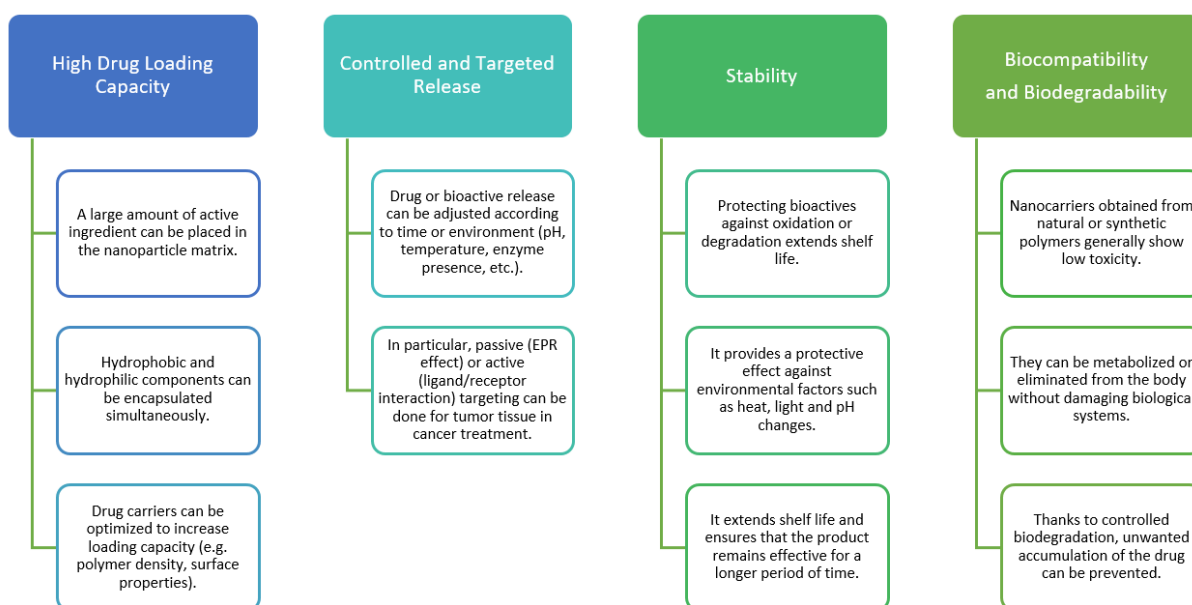 High Drug Loading
Capacity
A large amount of active
ingredient can be placed in
the nanoparticle matrix.
Hydrophobic and
hydrophilic components can
be encapsulated
simultaneously.
Drug carriers can be
optimized to increase
loading capacity (e.g.
polymer density, surface
properties).
Controlled and Targeted
Release
Drug or bioactive release
can be adjusted according
to time or environment (pH,
temperature, enzyme
presence, etc.).
In particular, passive (EPR
effect) or active
(ligand/receptor
interaction) targeting can be
done for tumor tissue in
cancer treatment.
Stability
Protecting bioactives
against oxidation or
degradation extends shelf
life.
It provides a protective
effect against
environmental factors such
as heat, light and pH
changes.
It extends shelf life and
ensures that the product
remains effective for a
longer period of time.
Biocompatibility
and Biodegradability
Nanocarriers obtained from
natural or synthetic
polymers generally show
low toxicity.
They can be metabolized or
eliminated from the body
without damaging biological
systems.
Thanks to controlled
biodegradation, unwanted
accumulation of the drug
can be prevented.